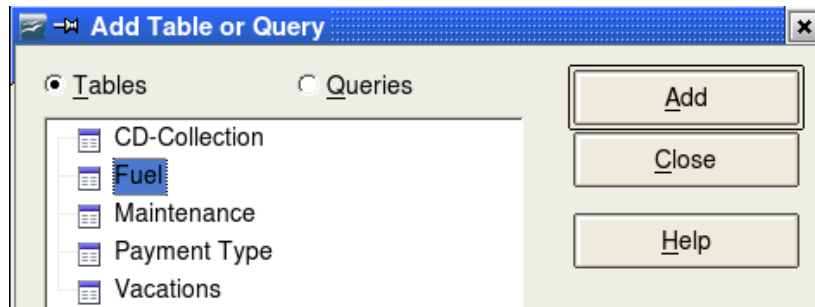 Add Table or Query
Tables
Queries
Add
CD-Collection
Close
Fuel
Maintenance
Help
Payment Type
Vacations